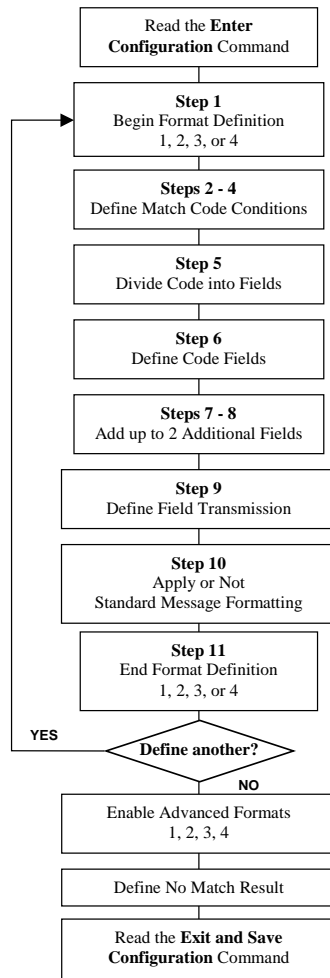 Read the Enter
Configuration Command
Step 1
Begin Format Definition
1, 2, 3, or 4
Steps 2 - 4
Define Match Code Conditions
Step 5
Divide Code into Fields
Step 6
Define Code Fields
Steps 7 - 8
Add up to 2 Additional Fields
Step 9
Define Field Transmission
Step 10
Apply or Not
Standard Message Formatting
Step 11
End Format Definition
1, 2, 3, or 4
YES
Define another?
NO
Enable Advanced Formats
1, 2, 3, 4
Define No Match Result
Read the Exit and Save
Configuration Command